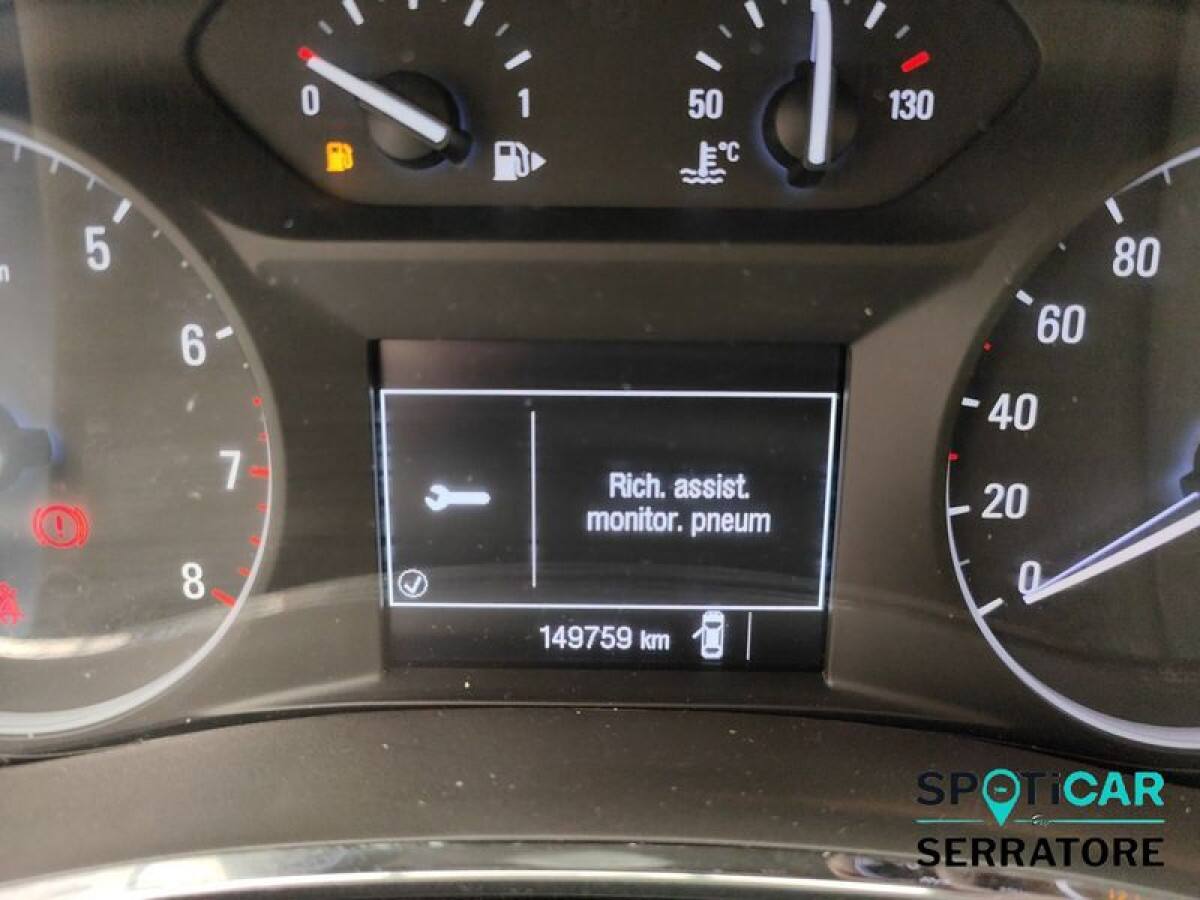 0
1
50
130
°C
5
6
7
8
80
60
40
20
0
Rich. assist.
monitor. pneum
149759 km
SPOTiCAR
SERRATORE